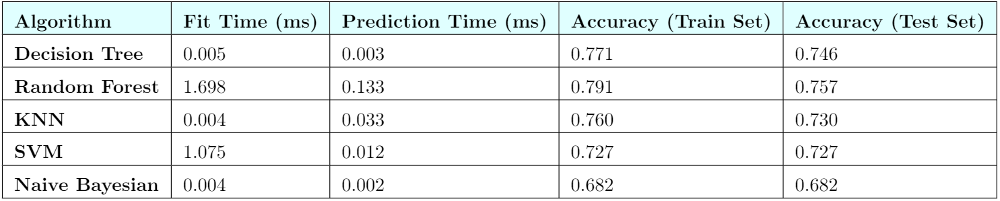 Algorithm Fit Time (ms) Prediction Time (ms) Accuracy (Train Set) Accuracy (Test Set)
Decision Tree 0.005 0.003 0.771 0.746
Random Forest 1.698 0.133 0.791 0.757
KNN 0.004 0.033 0.760 0.730
SVM 1.075 0.012 0.727 0.727
Naive Bayesian 0.004 0.002 0.682 0.682